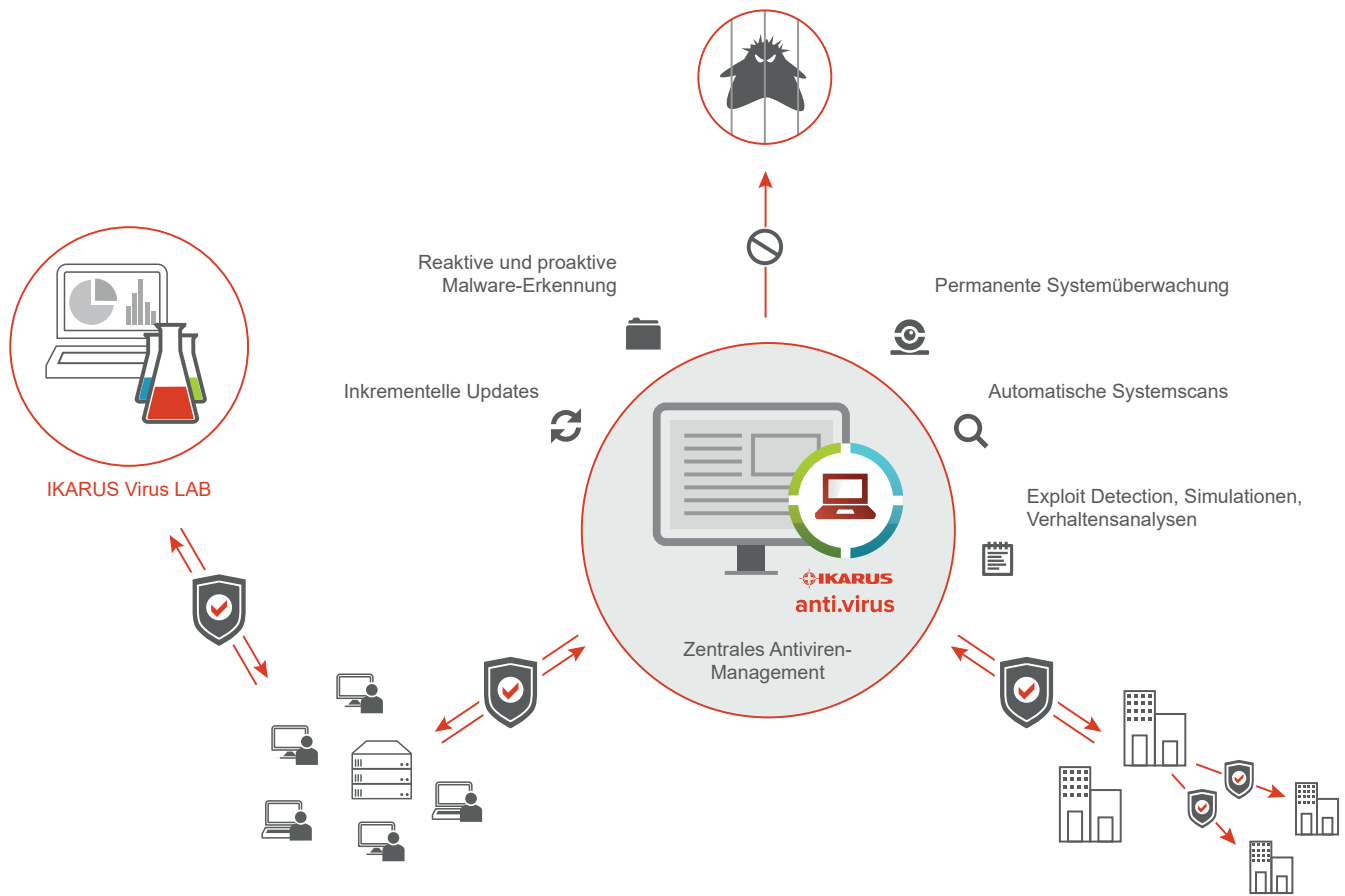 Reaktive und proaktive
Malware-Erkennung
Permanente Systemüberwachung
Inkrementelle Updates
Automatische Systemscans
IKARUS Virus LAB
Exploit Detection, Simulationen,
Verhaltensanalysen
IKARUS
anti.virus
Zentrales Antiviren-
Management